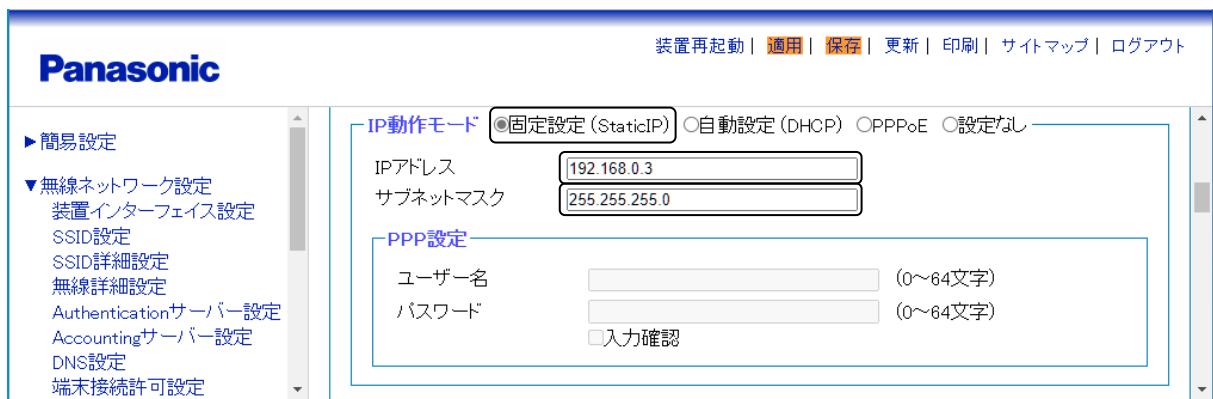 装置再起動| 適用| 保存| 更新| 印刷| サイトマップ| ログアウト
Panasonic
▶簡易設定
▼無線ネットワーク設定
装置インターフェイス設定
SSID設定
SSID詳細設定
無線詳細設定
Authenticationサーバー設定
Accountingサーバー設定
DNS設定
端末接続許可設定
IP動作モード ◉固定設定(StaticIP) ○自動設定(DHCP) ○PPPoE ○設定なし
IPアドレス 192.168.0.3
サブネットマスク 255.255.255.0
PPP設定
ユーザー名 (0～64文字)
パスワード (0～64文字)
入力確認